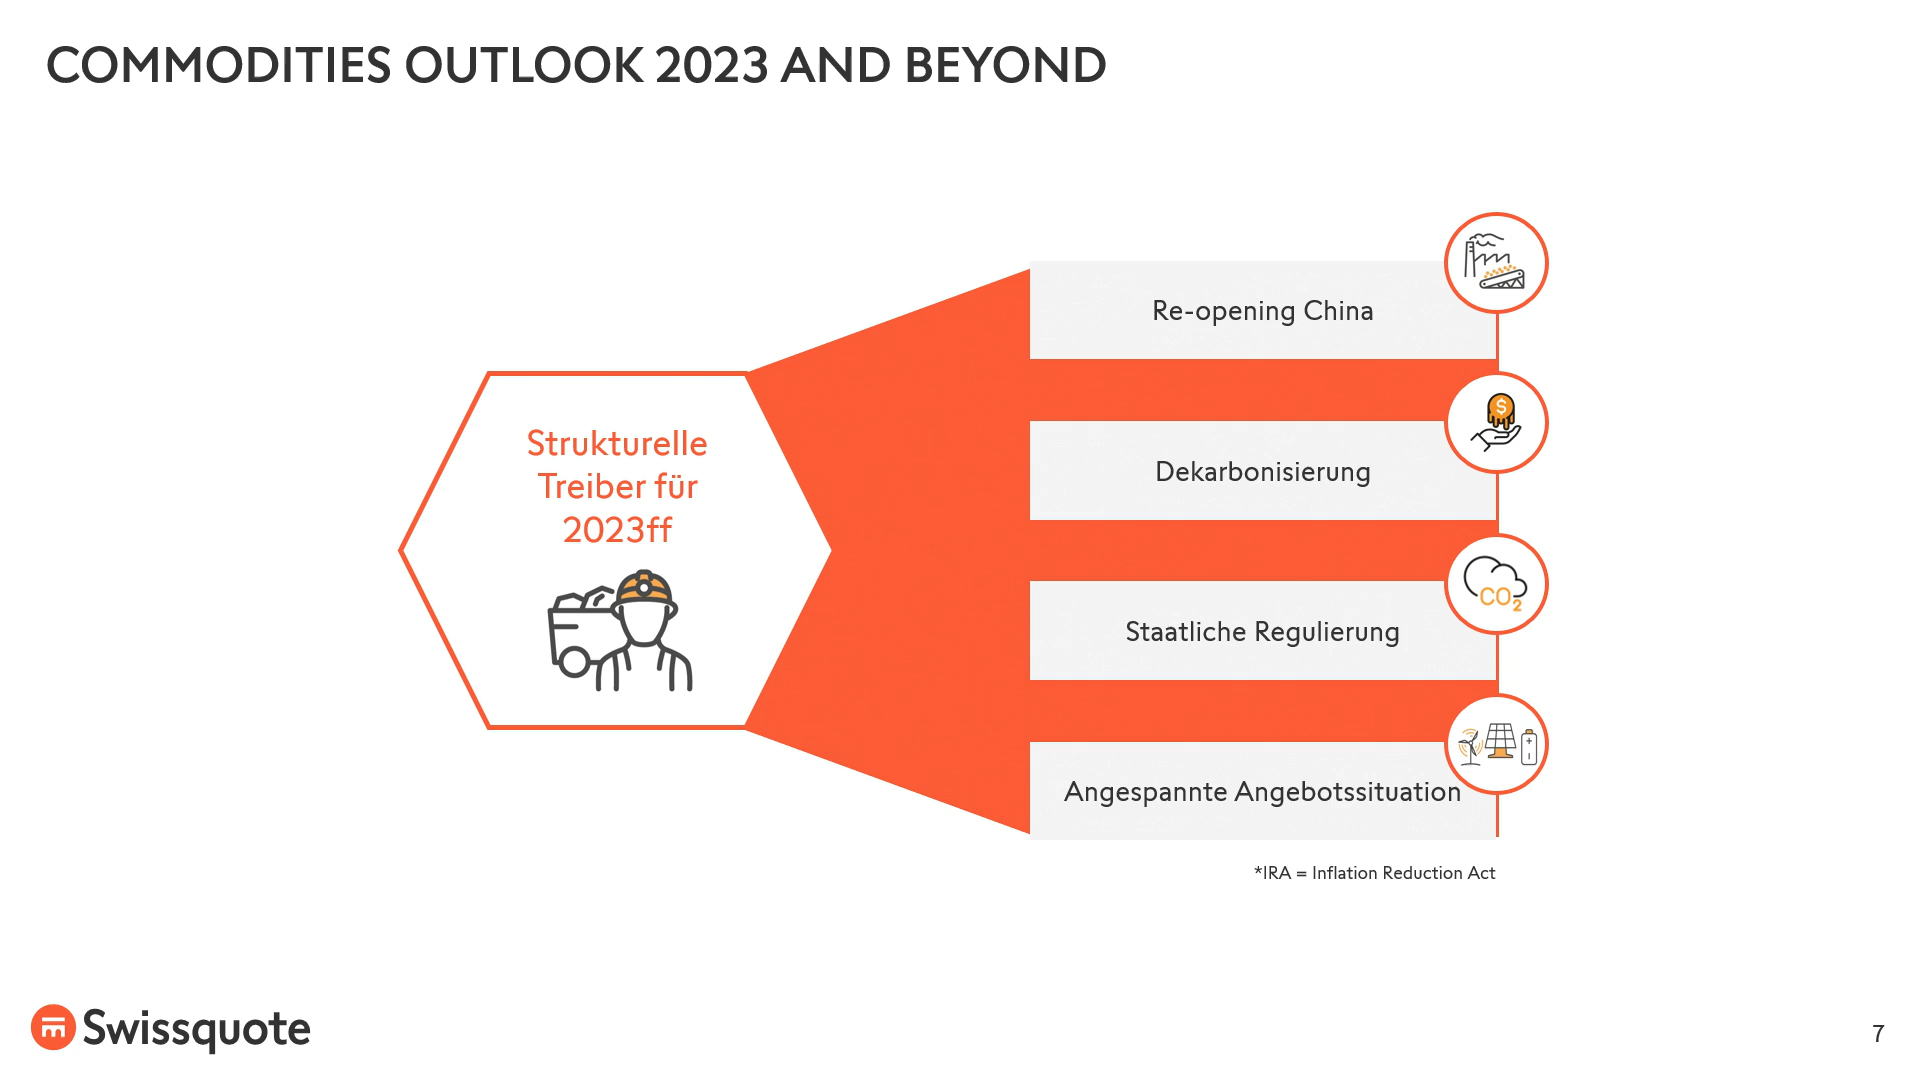 COMMODITIES OUTLOOK 2023 AND BEYOND
Strukturelle
Treiber für
2023ff
Re-opening China
$
Dekarbonisierung
CO2
Staatliche Regulierung
Angespannte Angebotssituation
*IRA = Inflation Reduction Act
Swissquote
7